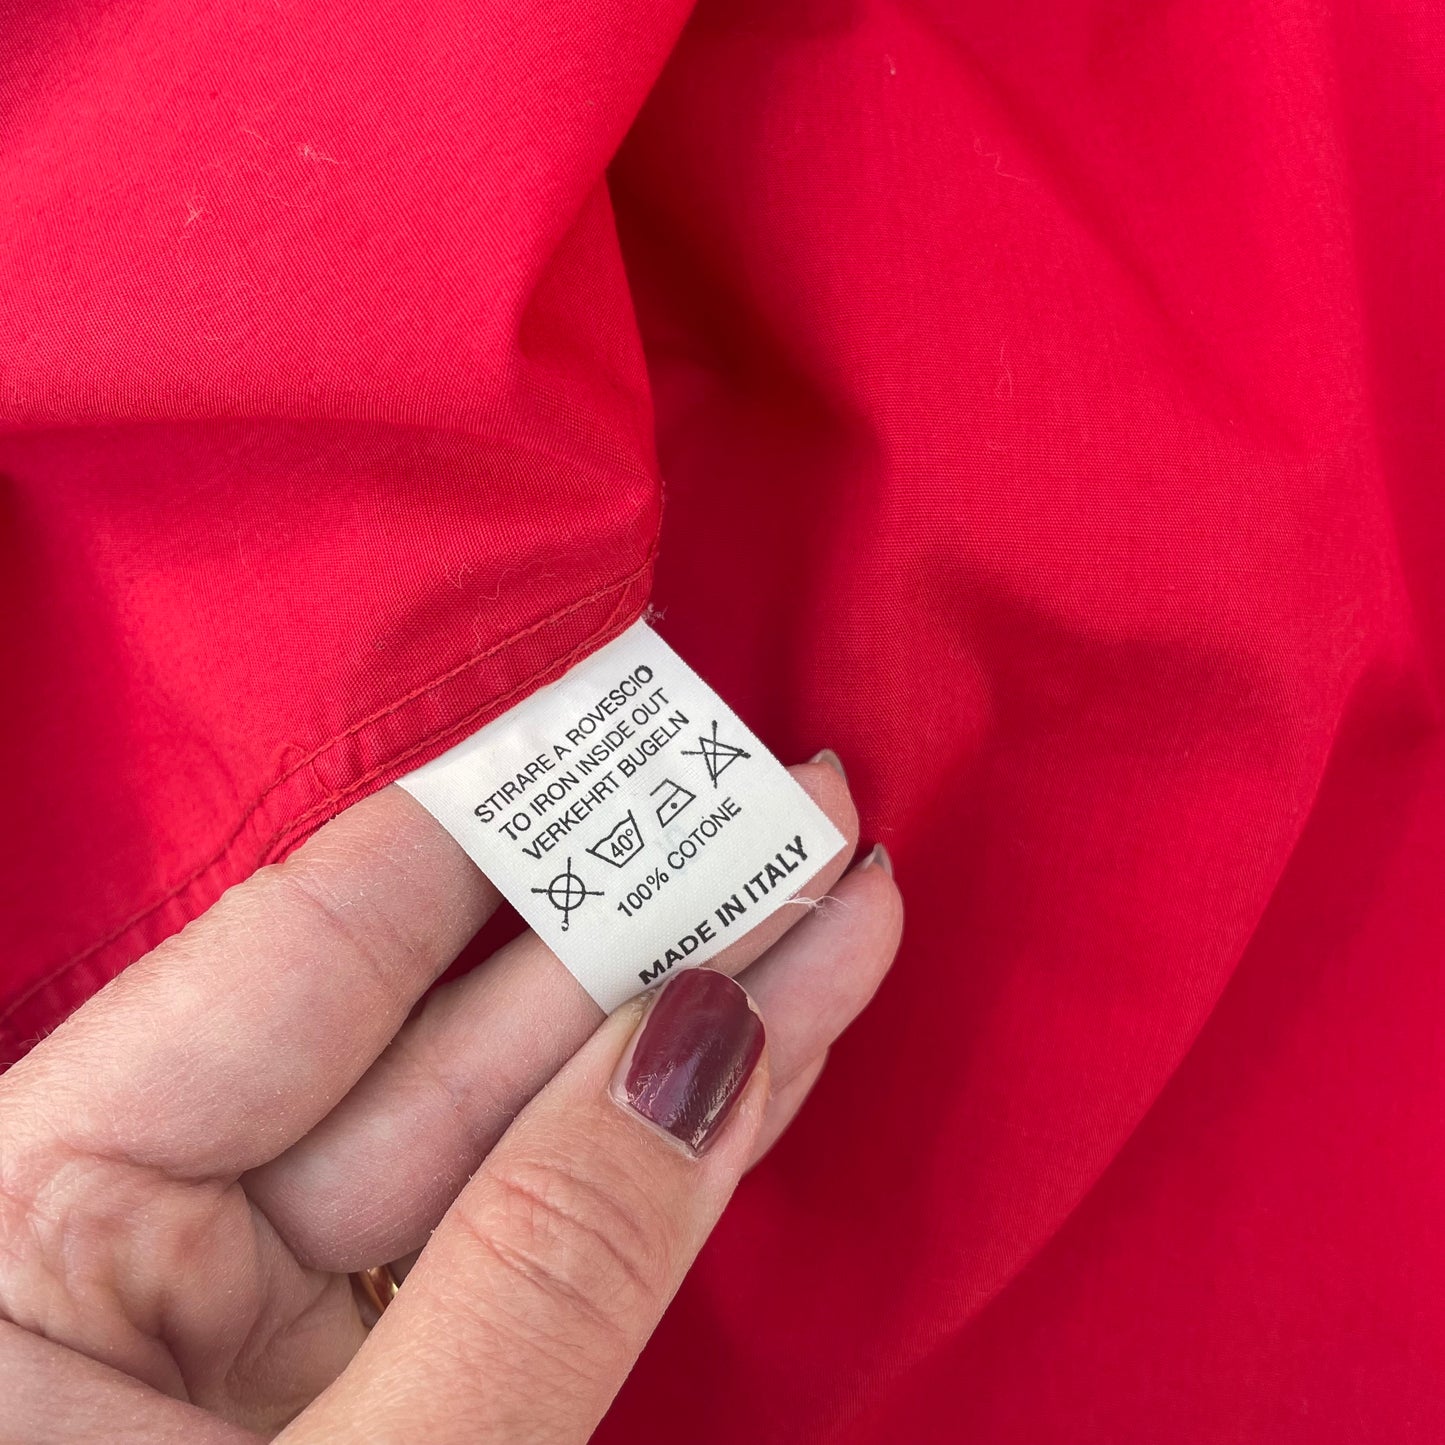 STIRARE A ROVESCIO
TO IRON INSIDE OUT
VERKEHRT BUGELN
40°
100% COTONE
MADE IN ITALY